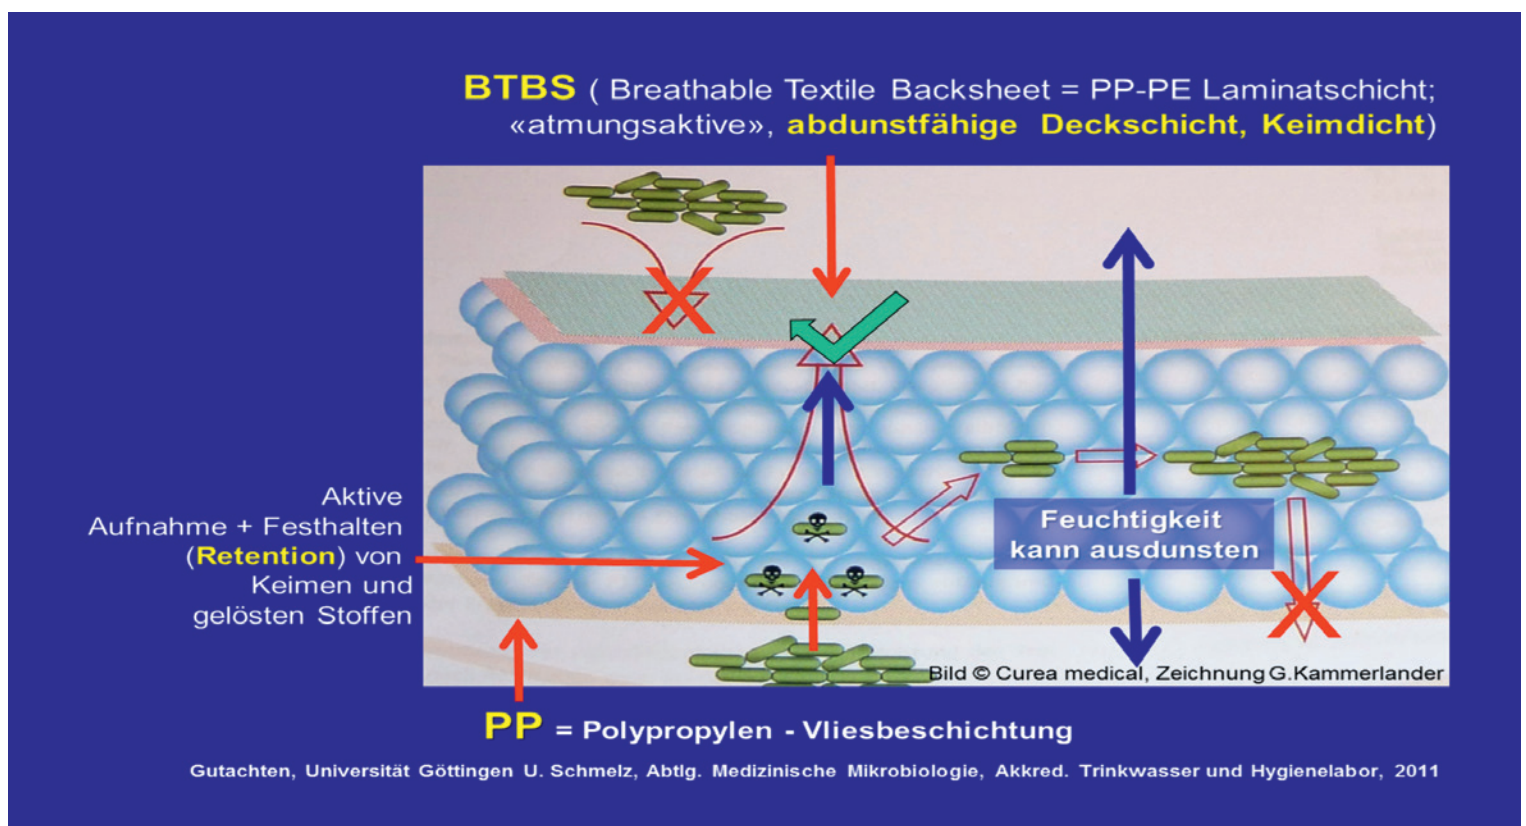 BTBS ( Breathable Textile Backsheet = PP-PE Laminatschicht;
«atmungsaktive», abdunstfähige Deckschicht, Keimdicht)
Aktive
Aufnahme + Festhalten
(Retention) von
Keimen und
gelösten Stoffen
Feuchtigkeit
kann ausdunsten
Bild © Curea medical, Zeichnung G.Kammerlander
PP = Polypropylen - Vliesbeschichtung
Gutachten, Universität Göttingen U. Schmelz, Abtlg. Medizinische Mikrobiologie, Akkred. Trinkwasser und Hygienelabor, 2011